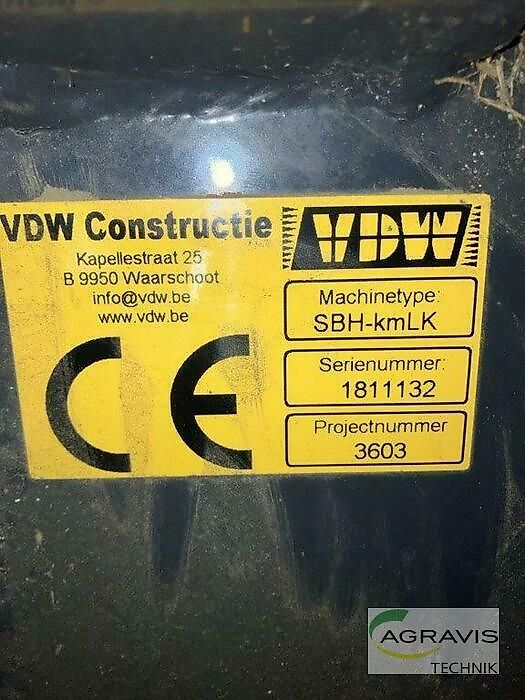 VDW Constructie
Kapellestraat 25
B 9950 Waarschoot
info@vdw.be
www.vdw.be
CE
VDW
Machinetype:
SBH-kmLK
Serienummer:
1811132
Projectnummer
3603
AGRAVIS
TECHNIK